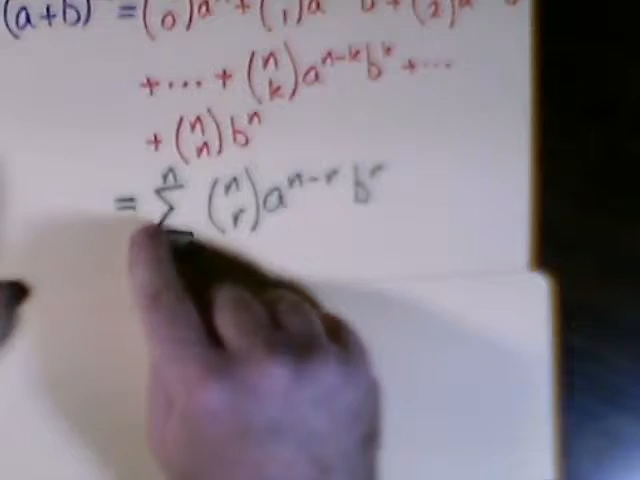 (a+b) = (n 0)a + (n 1)a b + (n 2)a
+ ··· + (n k) a^{n-k} b^k + ···
+ (n n) b^n
= ∑^n (n r) a^{n-r} b^r